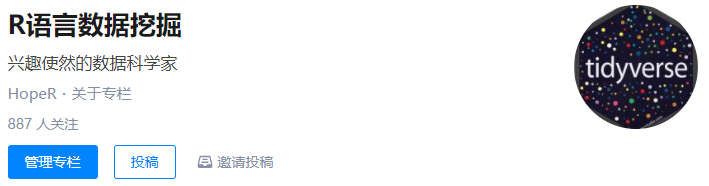 R语言数据挖掘
兴趣使然的数据科学家
HopeR · 关于专栏
887 人关注
管理专栏 投稿 邀请投稿
tidyverse